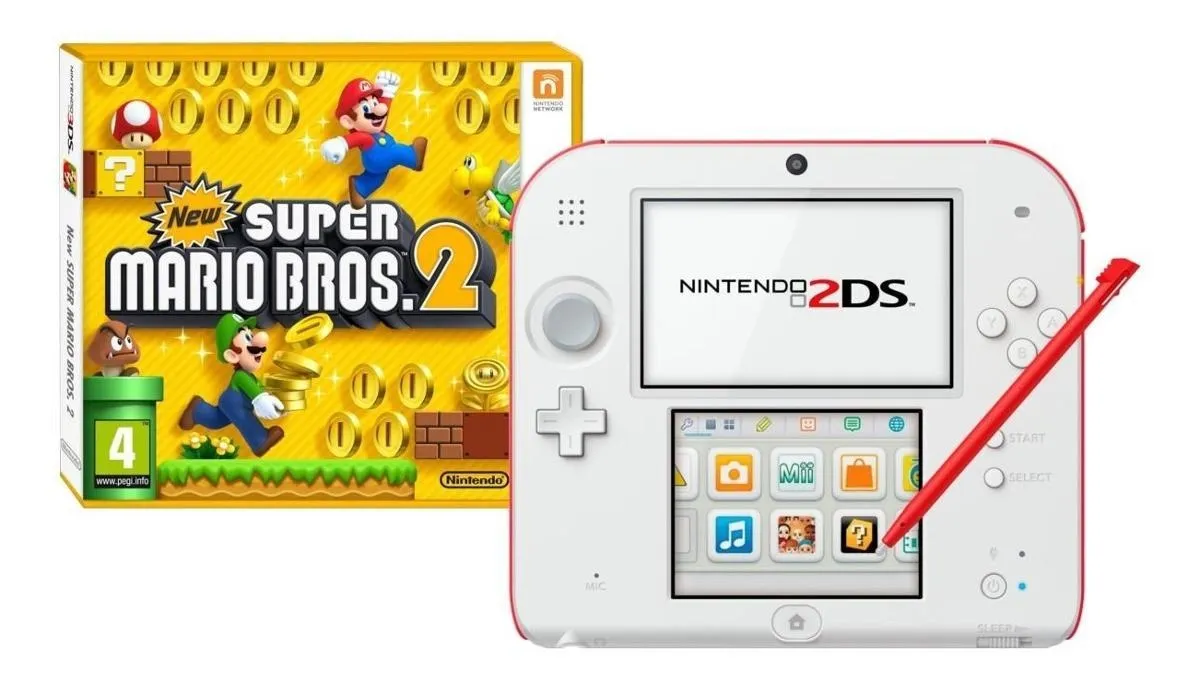 NINTENDO 3DS
New SUPER MARIO BROS. 2
Nintendo
NINTENDO
NETWORK
?
M
New SUPER
MARIO BROS. 2
4
www.pegi.info
Nintendo
NINTENDO 2DS
X
Y
A
B
START
SELECT
Mii
?
MIC
SLEEP